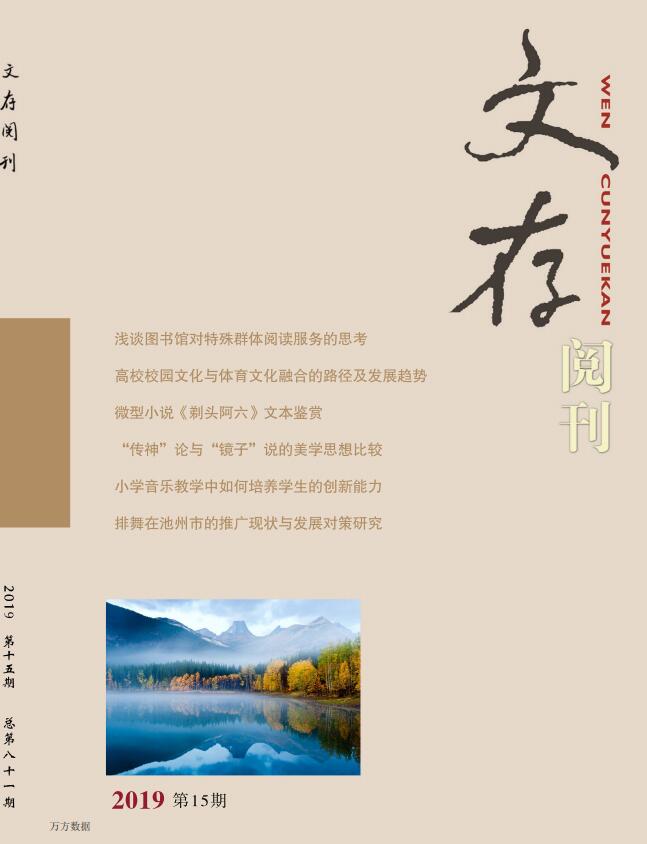 文存阅刊
文存
WEN CUNYUEKAN
阅刊
浅谈图书馆对特殊群体阅读服务的思考
高校校园文化与体育文化融合的路径及发展趋势
微型小说《剃头阿六》文本鉴赏
“传神”论与“镜子”说的美学思想比较
小学音乐教学中如何培养学生的创新能力
排舞在池州市的推广现状与发展对策研究
2019 第十五期 总第八十一期
2019 第15期
万方数据